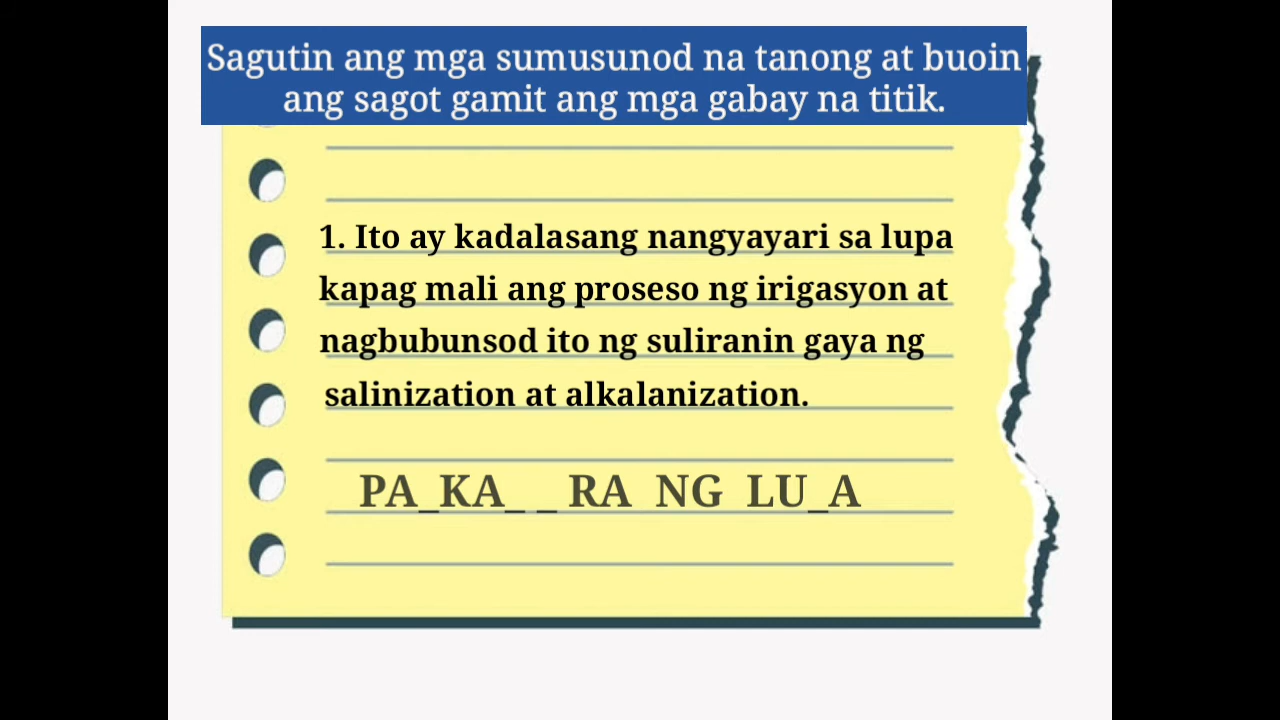 Sagutin ang mga sumusunod na tanong at buoin
ang sagot gamit ang mga gabay na titik.
1. Ito ay kadalasang nangyayari sa lupa
kapag mali ang proseso ng irigasyon at
nagbubunsod ito ng suliranin gaya ng
salinization at alkalanization.
PA_KA_ _ RA NG LU_A